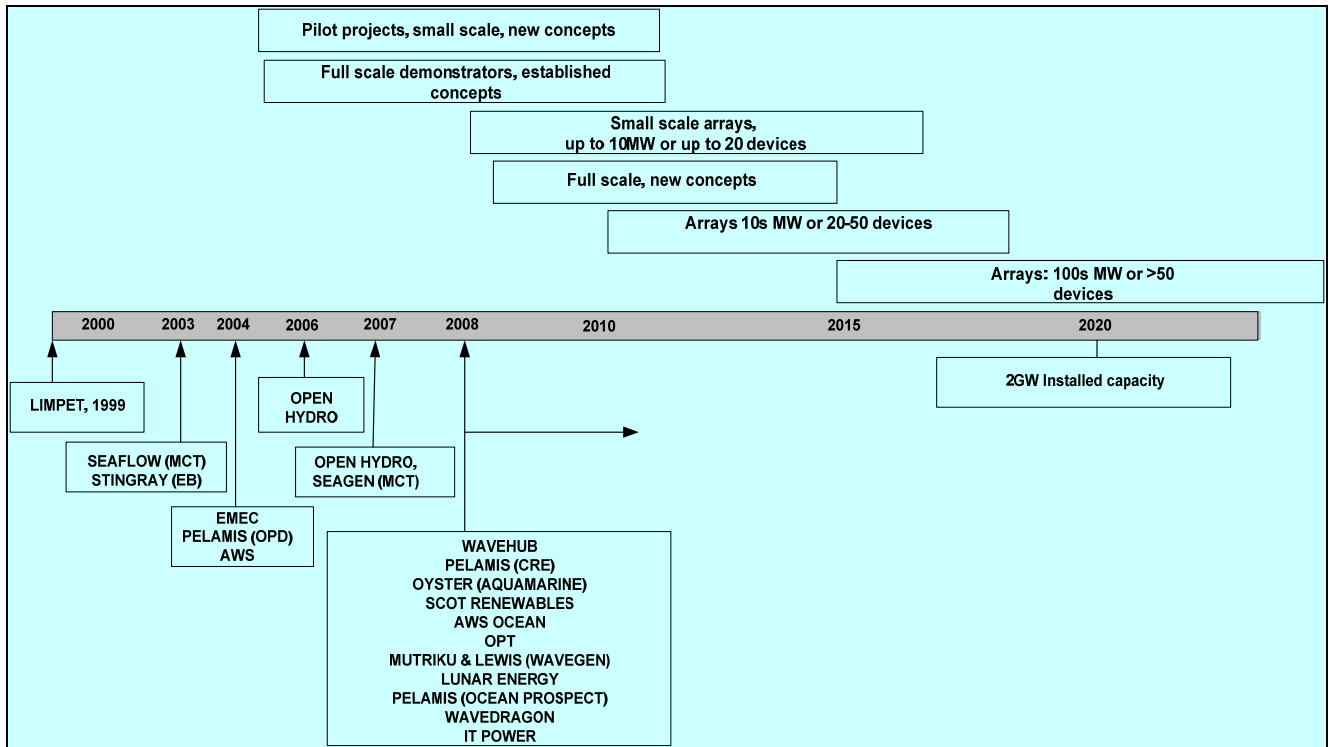 Pilot projects, small scale, new concepts
Full scale demonstrators, established
concepts
Small scale arrays,
up to 10MW or up to 20 devices
Full scale, new concepts
Arrays 10s MW or 20-50 devices
Arrays: 100s MW or >50
devices
2000 2003 2004 2006 2007 2008 2010 2015 2020
LIMPET, 1999
SEAFLOW (MCT)
STINGRAY (EB)
EMEC
PELAMIS (OPD)
AWS
OPEN
HYDRO
OPEN HYDRO,
SEAGEN (MCT)
WAVEHUB
PELAMIS (CRE)
OYSTER (AQUAMARINE)
SCOT RENEWABLES
AWS OCEAN
OPT
MUTRIKU & LEWIS (WAVEGEN)
LUNAR ENERGY
PELAMIS (OCEAN PROSPECT)
WAVEDRAGON
IT POWER
2GW Installed capacity